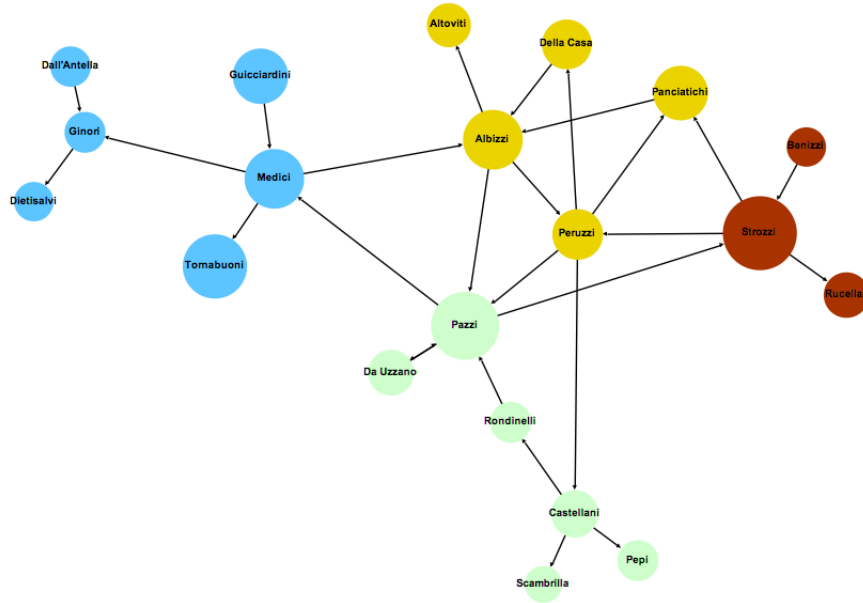 Altoviti
Della Casa
Dall'Antella
Guicciardini
Panciatichi
Ginori
Albizzi
Benizzi
Medici
Dietisalvi
Peruzzi
Strozzi
Tornabuoni
Rucella
Pazzi
Da Uzzano
Rondinelli
Castellani
Pepi
Scambrilla